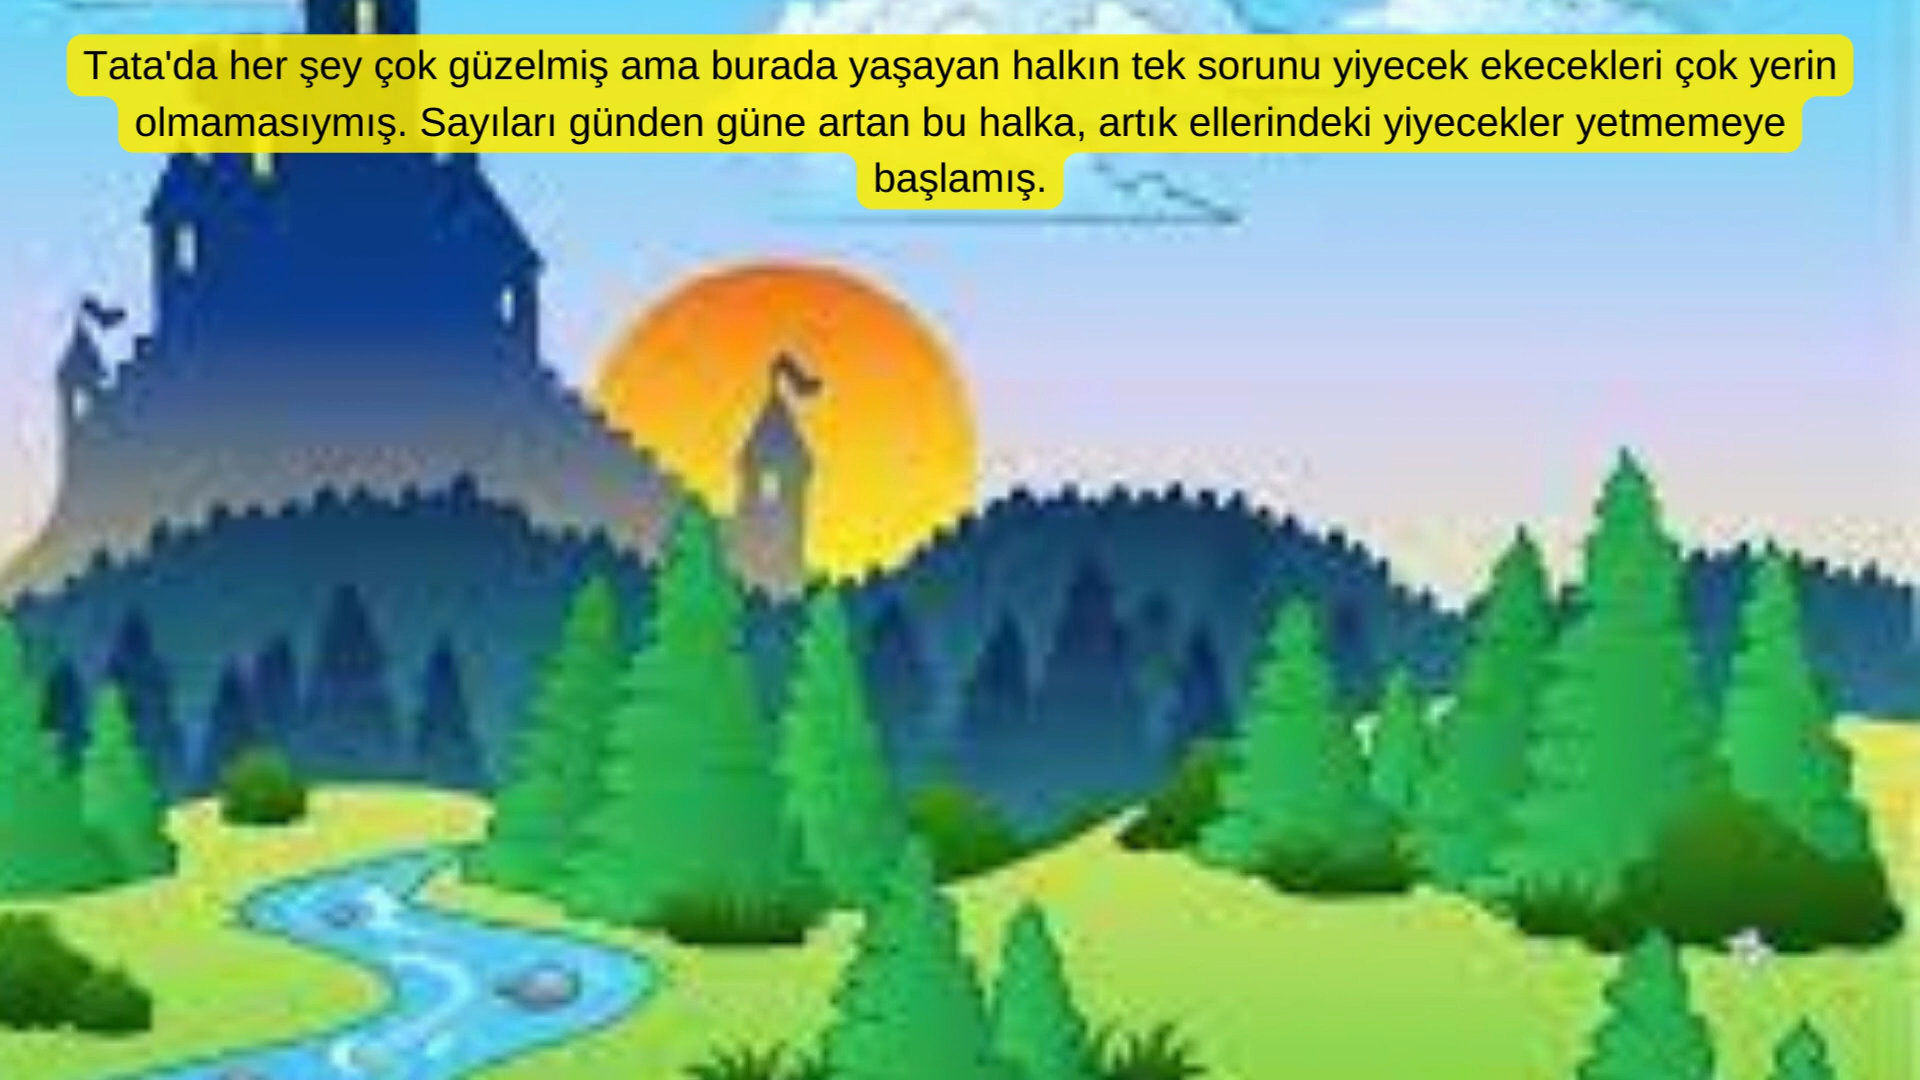 Tata'da her şey çok güzelmiş ama burada yaşayan halkın tek sorunu yiyecek ekecekleri çok yerin
olmamasıymış. Sayıları günden güne artan bu halka, artık ellerindeki yiyecekler yetmemeye
başlamış.